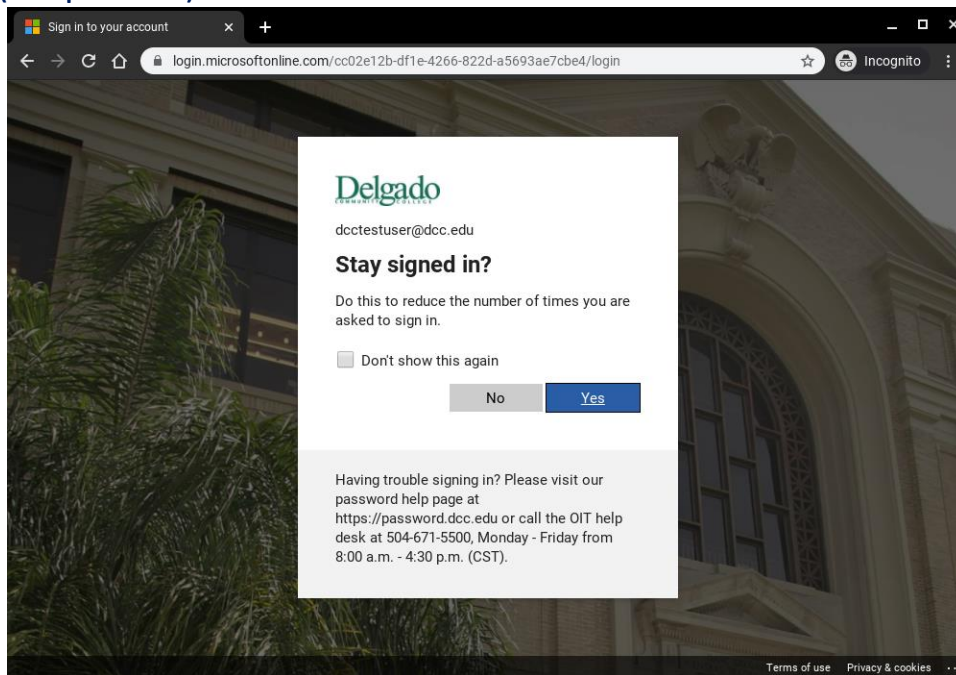 Sign in to your account
login.microsoftonline.com/cc02e12b-df1e-4266-822d-a5693ae7cbe4/login
Incognito
Delgado
COMMUNITY COLLEGE
dcctestuser@dcc.edu
Stay signed in?
Do this to reduce the number of times you are
asked to sign in.
Don't show this again
No
Yes
Having trouble signing in? Please visit our
password help page at
https://password.dcc.edu or call the OIT help
desk at 504-671-5500, Monday - Friday from
8:00 a.m. - 4:30 p.m. (CST).
Terms of use Privacy & cookies